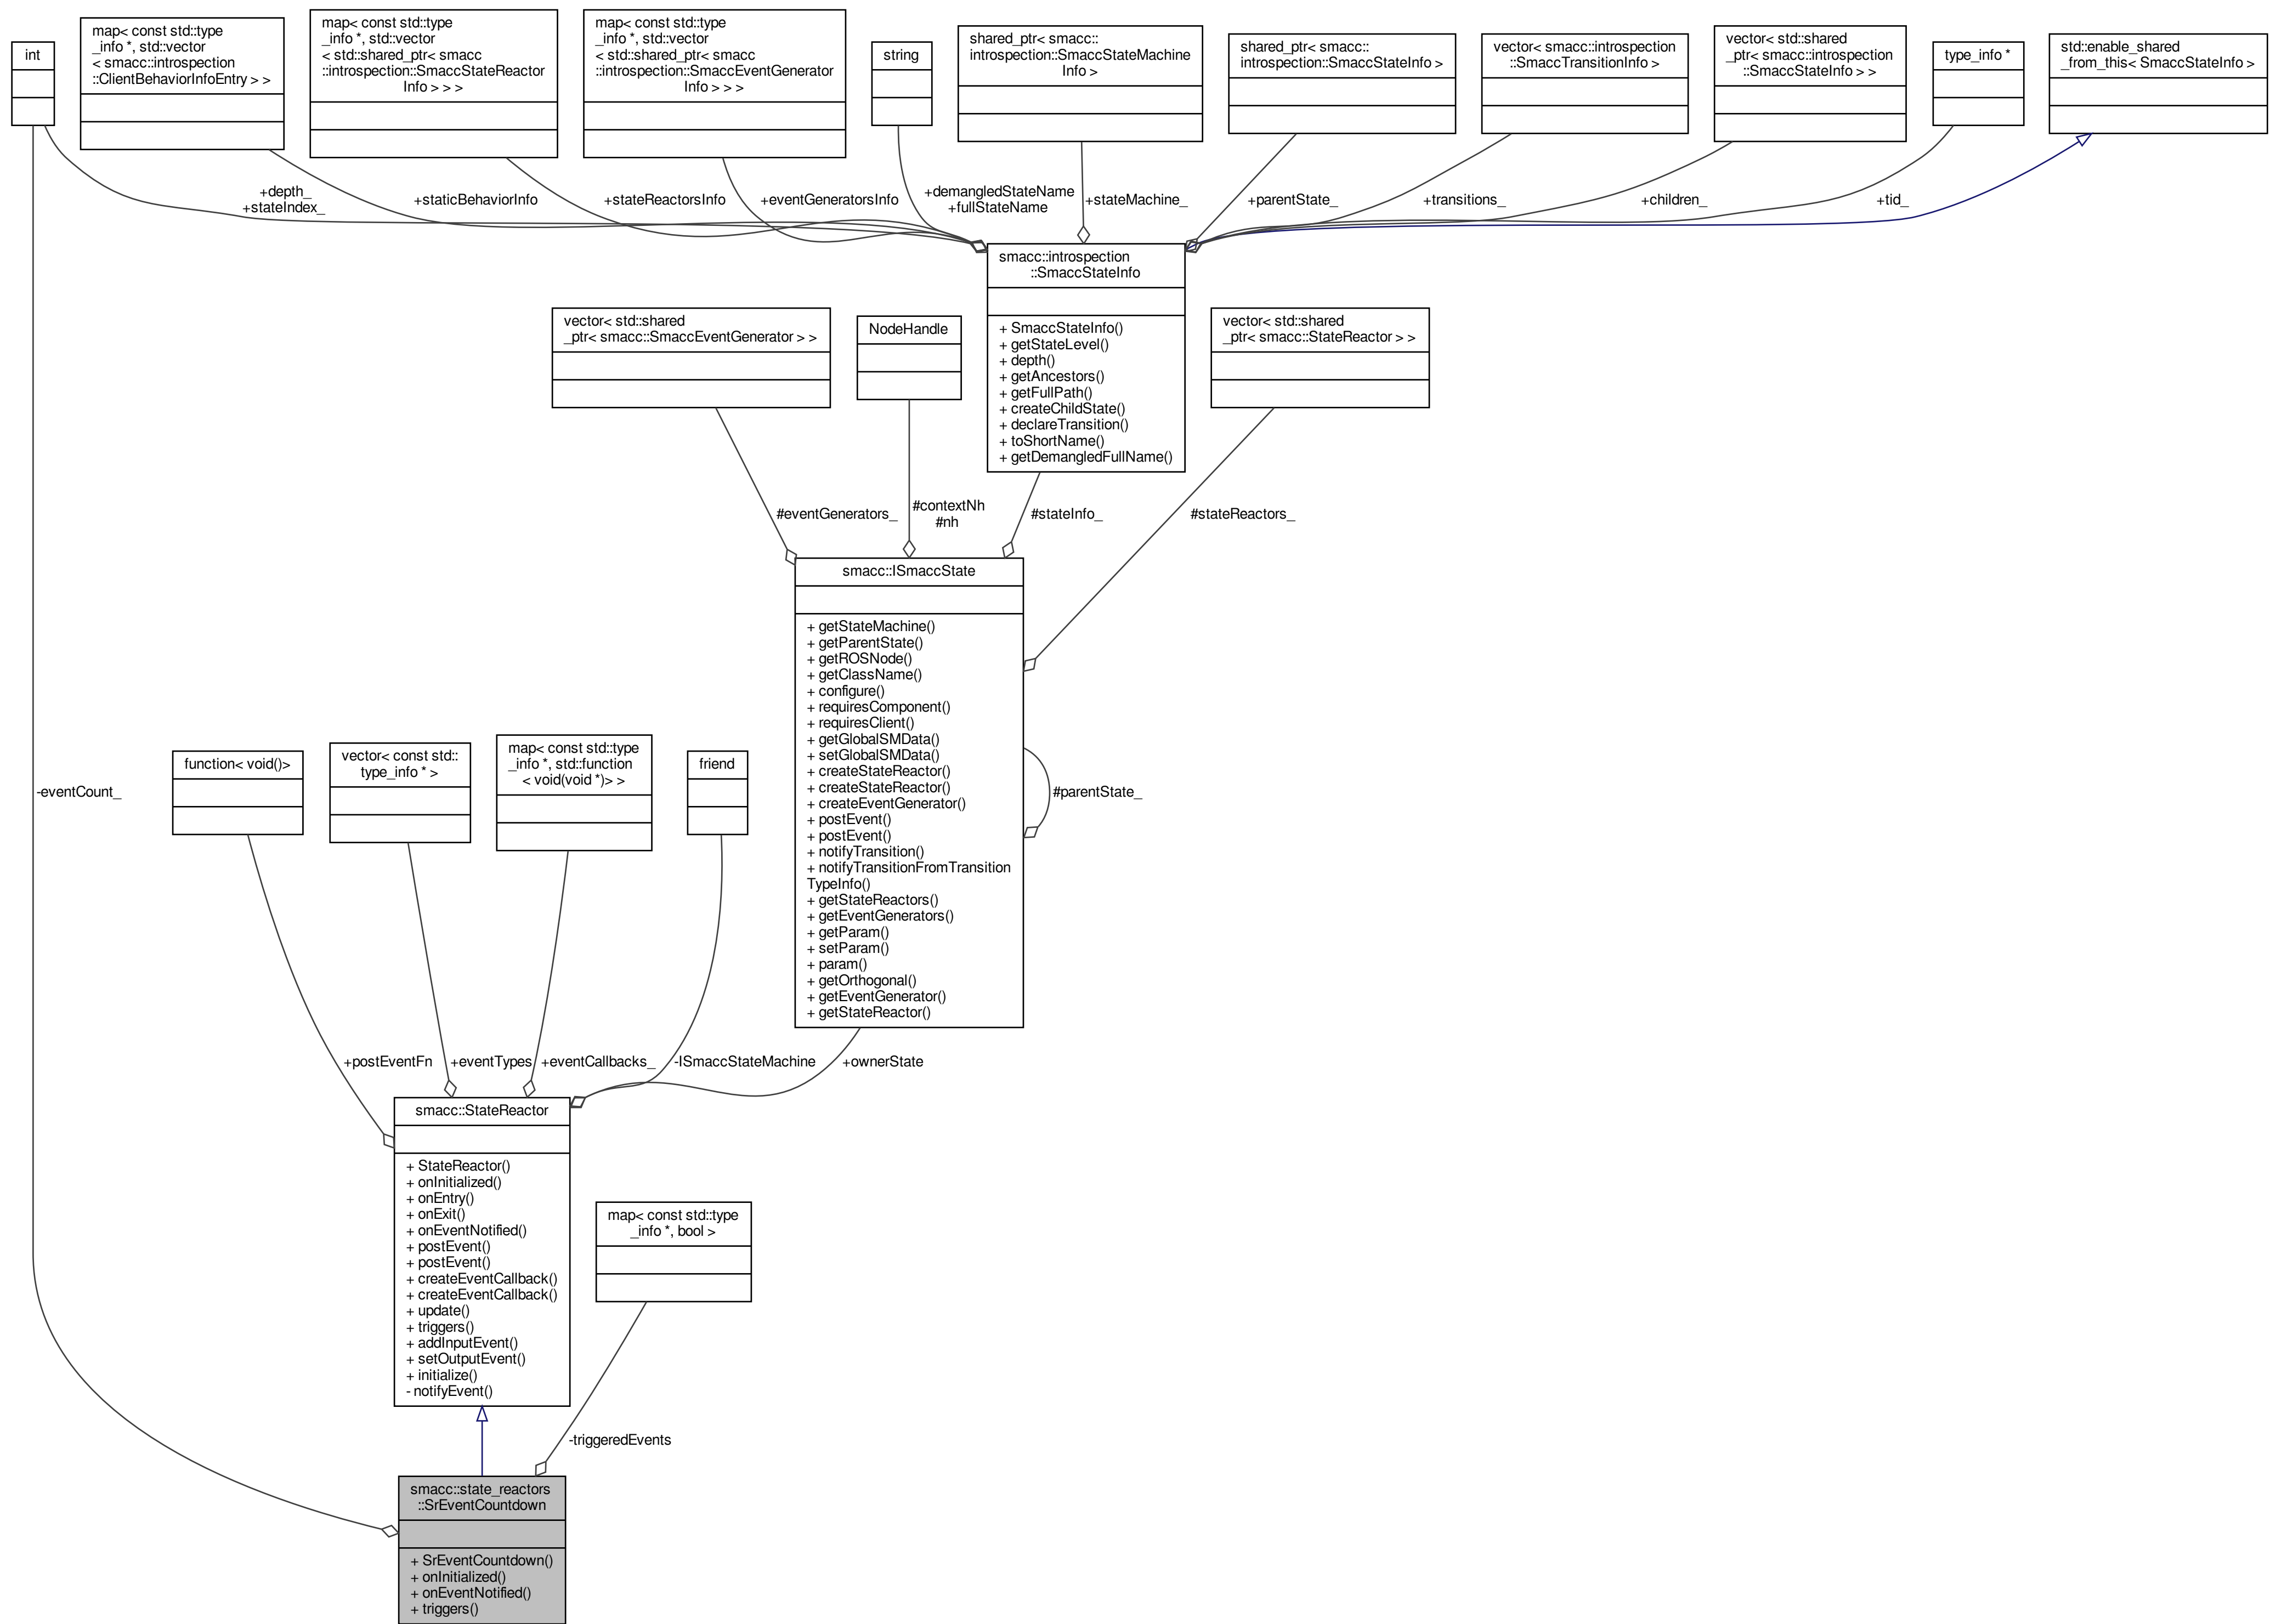 int
map< const std::type
_info *, std::vector
< smacc::introspection
::ClientBehaviorInfoEntry > >
map< const std::type
_info *, std::vector
< std::shared_ptr< smacc
::introspection::SmaccStateReactor
Info > > >
map< const std::type
_info *, std::vector
< std::shared_ptr< smacc
::introspection::SmaccEventGenerator
Info > > >
string
shared_ptr< smacc::
introspection::SmaccStateMachine
Info >
shared_ptr< smacc::
introspection::SmaccStateInfo >
vector< smacc::introspection
::SmaccTransitionInfo >
vector< std::shared
_ptr< smacc::introspection
::SmaccStateInfo > >
type_info *
std::enable_shared
_from_this< SmaccStateInfo >
+depth_
+stateIndex_
+staticBehaviorInfo
+stateReactorsInfo
+eventGeneratorsInfo
+demangledStateName
+fullStateName
+stateMachine_
+parentState_
+transitions_
+children_
+tid_
smacc::introspection
::SmaccStateInfo
+ SmaccStateInfo()
+ getStateLevel()
+ depth()
+ getAncestors()
+ getFullPath()
+ createChildState()
+ declareTransition()
+ toShortName()
+ getDemangledFullName()
vector< std::shared
_ptr< smacc::SmaccEventGenerator > >
NodeHandle
vector< std::shared
_ptr< smacc::StateReactor > >
#eventGenerators_
#contextNh
#nh
#stateInfo_
#stateReactors_
smacc::ISmaccState
+ getStateMachine()
+ getParentState()
+ getROSNode()
+ getClassName()
+ configure()
+ requiresComponent()
+ requiresClient()
+ getGlobalSMData()
+ setGlobalSMData()
+ createStateReactor()
+ createStateReactor()
+ createEventGenerator()
+ postEvent()
+ postEvent()
+ notifyTransition()
+ notifyTransitionFromTransition
TypeInfo()
+ getStateReactors()
+ getEventGenerators()
+ getParam()
+ setParam()
+ param()
+ getOrthogonal()
+ getEventGenerator()
+ getStateReactor()
#parentState_
-eventCount_
function< void()>
vector< const std::
type_info * >
map< const std::type
_info *, std::function
< void(void *)> >
friend
+postEventFn
+eventTypes
+eventCallbacks_
-ISmaccStateMachine
+ownerState
smacc::StateReactor
+ StateReactor()
+ onInitialized()
+ onEntry()
+ onExit()
+ onEventNotified()
+ postEvent()
+ postEvent()
+ createEventCallback()
+ createEventCallback()
+ update()
+ triggers()
+ addInputEvent()
+ setOutputEvent()
+ initialize()
- notifyEvent()
map< const std::type
_info *, bool >
-triggeredEvents
smacc::state_reactors
::SrEventCountdown
+ SrEventCountdown()
+ onInitialized()
+ onEventNotified()
+ triggers()